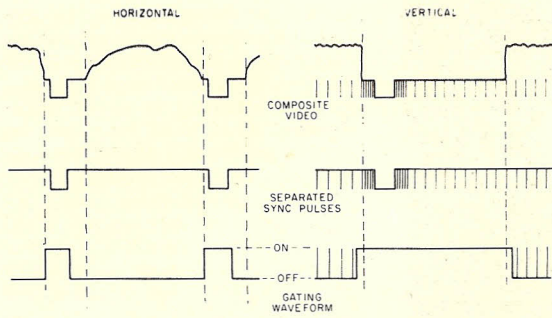 HORIZONTAL
VERTICAL
COMPOSITE
VIDEO
SEPARATED
SYNC PULSES
ON
OFF
GATING
WAVEFORM